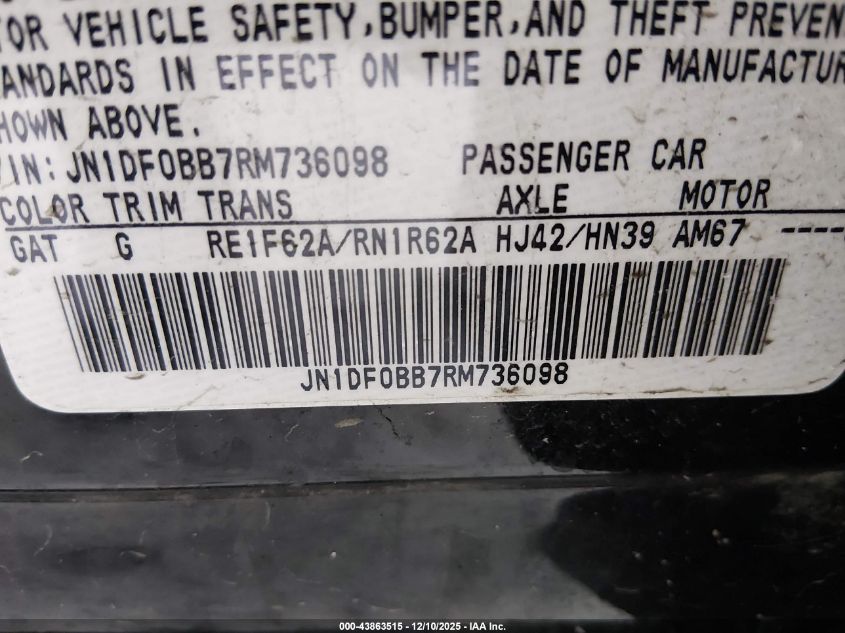 TOR VEHICLE SAFETY,BUMPER,AND THEFT PREVEN
ANDARDS IN EFFECT ON THE DATE OF MANUFACTUR
HOWN ABOVE.
VIN: JN1DF0BB7RM736098 PASSENGER CAR
COLOR TRIM TRANS AXLE MOTOR
GAT G RE1F62A/RN1R62A HJ42/HN39 AM67 ----
JN1DF0BB7RM736098
000-43863515 - 12/10/2025 - IAA Inc.